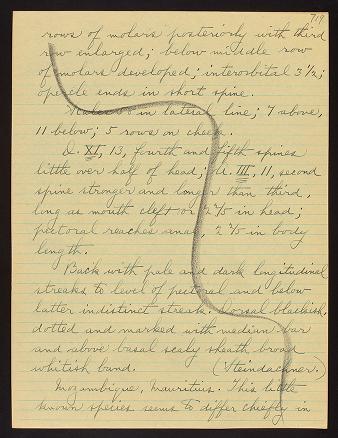 719
rows of molars posteriorly with third
row enlarged; below middle row
of molars developed; interorbital 3 1/2;
opercle ends in short spine.
Scales 48 in lateral line; 7 above,
11 below; 5 rows on cheek.
D. XI, 13, fourth and fifth spines
little over half of head; A. III, 11, second
spine stronger and longer than third,
long as mouth cleft or 2 4/5 in head;
pectoral reaches anal, 2 4/5 in body
length.
Back with pale and dark longitudinal
streaks to level of pectoral and below
latter indistinct streak. Dorsal blackish,
dotted and marked with median bar
and above basal scaly sheath broad
whitish band. (Steindachner.)
Mozambique, Mauritius. This little
known species seems to differ chiefly in